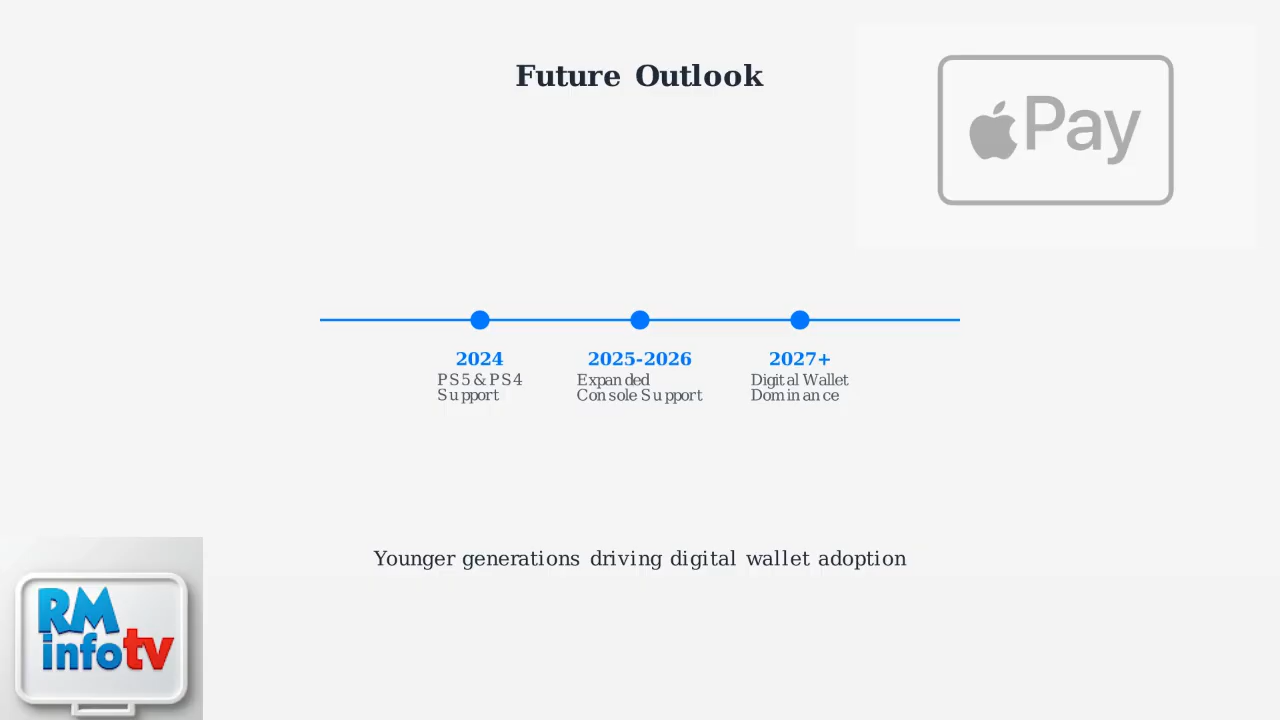 Future Outlook
Pay
2024
PS5 & PS4
Support
2025-2026
Expanded
Console Support
2027+
Digital Wallet
Dominance
Younger generations driving digital wallet adoption
RM
infotv